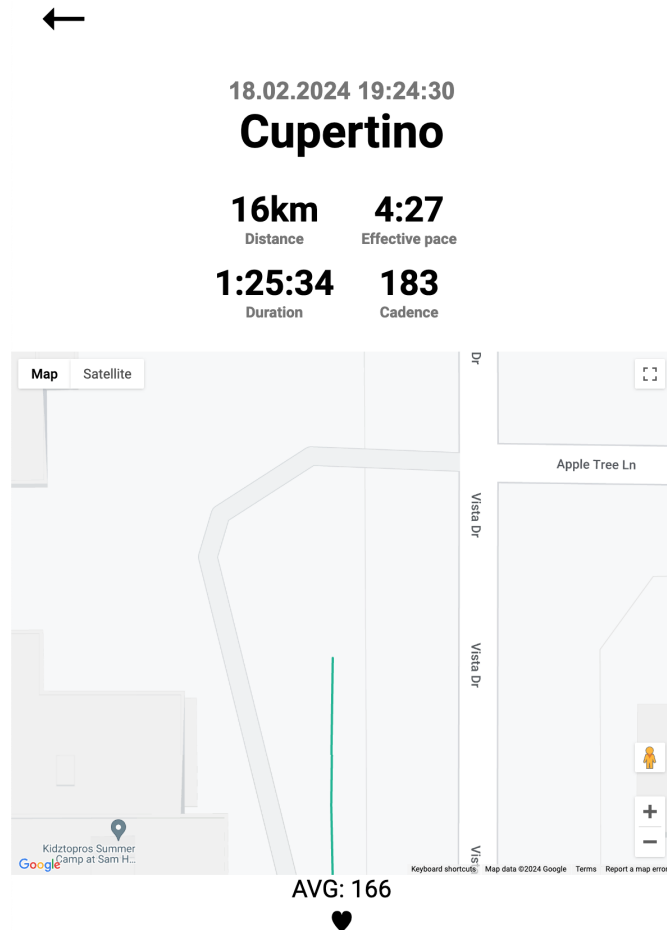 18.02.2024 19:24:30
Cupertino
16km 4:27
Distance Effective pace
1:25:34 183
Duration Cadence
Map Satellite
Dr
Apple Tree Ln
Vista Dr
Vista Dr
Vis
Kidztopros Summer
Camp at Sam H...
Google
Keyboard shortcuts Map data ©2024 Google Terms Report a map error
AVG: 166